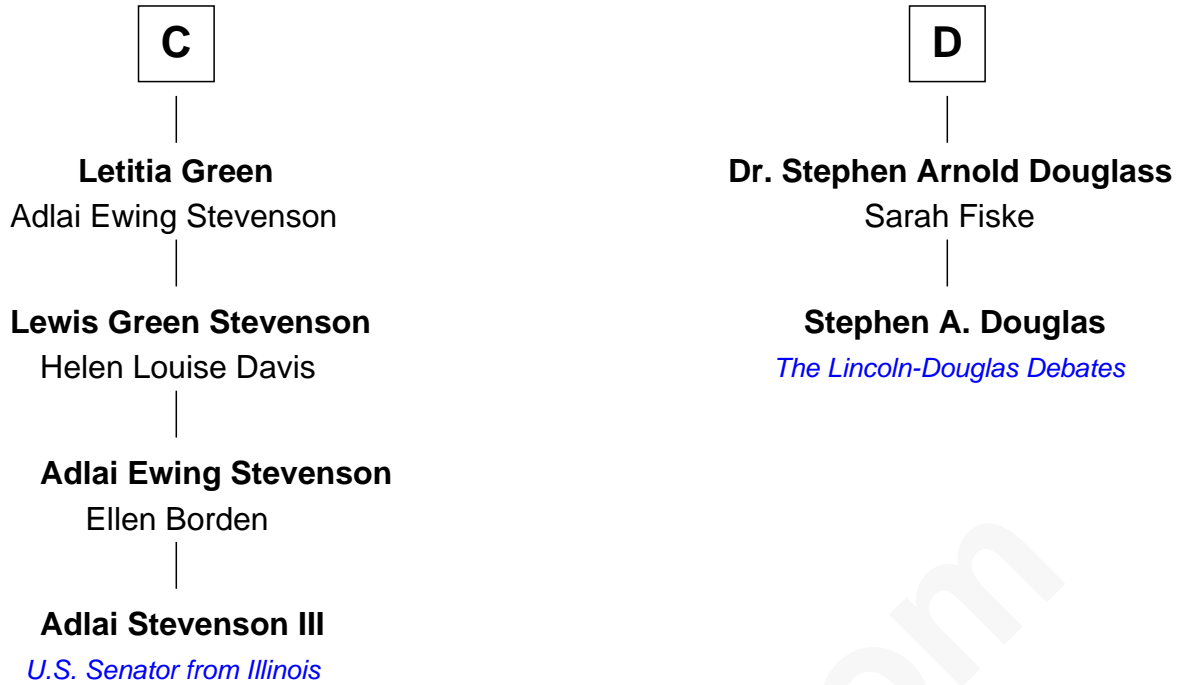 C
Letitia Green
Adlai Ewing Stevenson
Lewis Green Stevenson
Helen Louise Davis
Adlai Ewing Stevenson
Ellen Borden
Adlai Stevenson III
U.S. Senator from Illinois
D
Dr. Stephen Arnold Douglass
Sarah Fiske
Stephen A. Douglas
The Lincoln-Douglas Debates
om